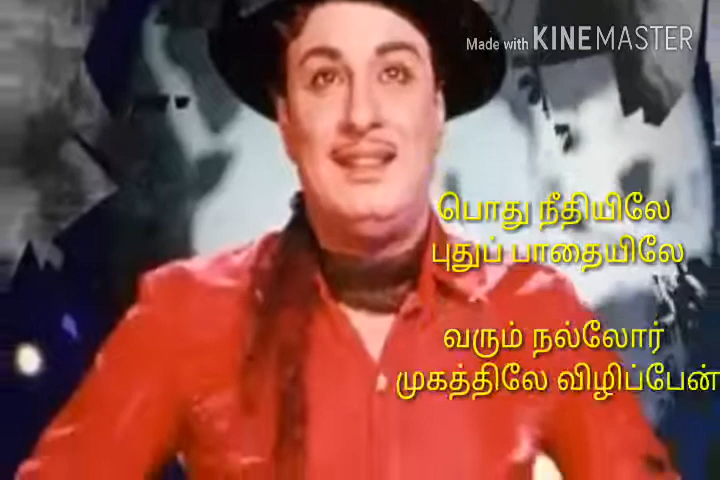 Made with KINEMASTER
பொது நீதியிலே
புதுப் பாதையிலே
வரும் நல்லோர்
முகத்திலே விழிப்பேன்